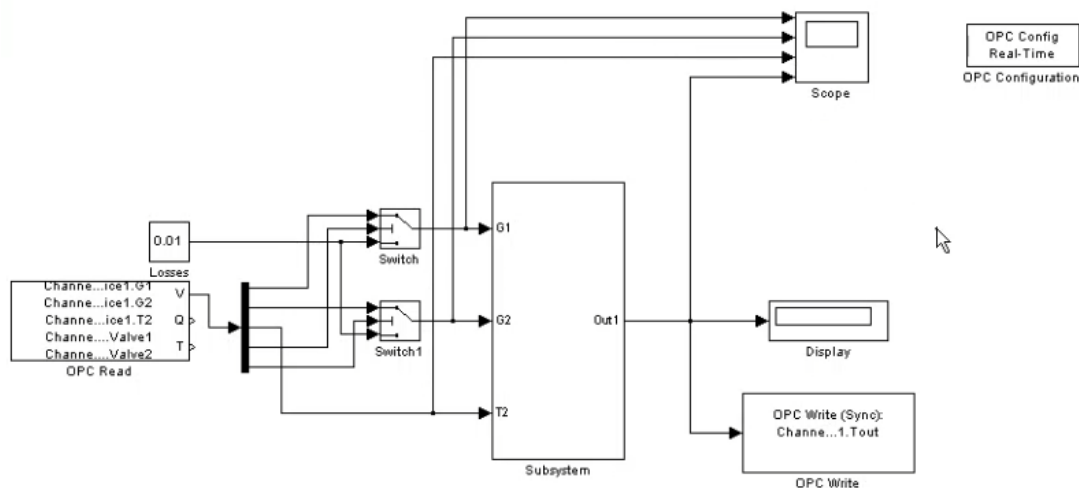 OPC Config
Real-Time
OPC Configuration
Scope
0.01
Losses
Switch
G1
Channe...ice1.G1
Channe...ice1.G2
Channe...ice1.T2
Channe....Valve1
Channe....Valve2
V
Q
T
OPC Read
Switch1
G2
Out1
T2
Subsystem
Display
OPC Write (Sync):
Channe...1.Tout
OPC Write